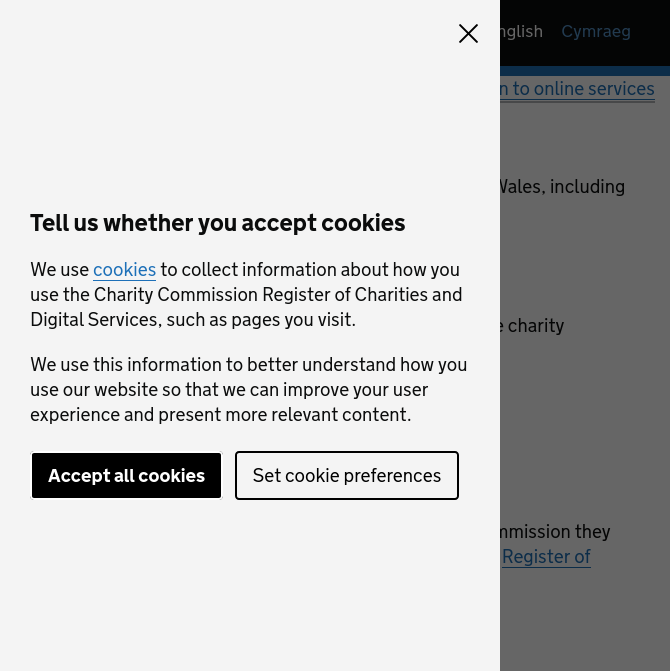 English Cymraeg
n to online services
Wales, including
Tell us whether you accept cookies
We use cookies to collect information about how you
use the Charity Commission Register of Charities and
Digital Services, such as pages you visit.
e charity
We use this information to better understand how you
use our website so that we can improve your user
experience and present more relevant content.
Accept all cookies
Set cookie preferences
mmission they
Register of